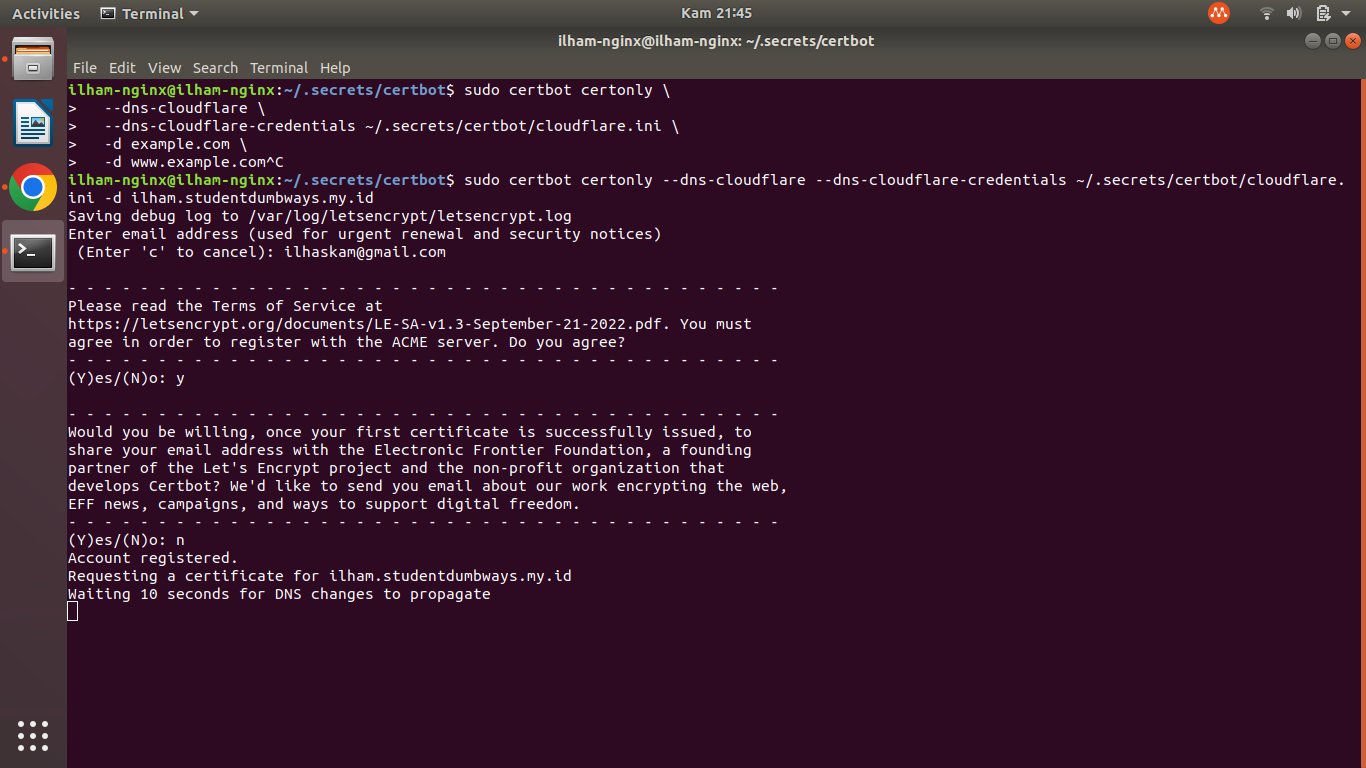 Activities Terminal Kam 21:45
ilham-nginx@ilham-nginx: ~/.secrets/certbot
File Edit View Search Terminal Help
ilham-nginx@ilham-nginx:~/.secrets/certbot$ sudo certbot certonly \
>   --dns-cloudflare \
>   --dns-cloudflare-credentials ~/.secrets/certbot/cloudflare.ini \
>   -d example.com \
>   -d www.example.com^C
ilham-nginx@ilham-nginx:~/.secrets/certbot$ sudo certbot certonly --dns-cloudflare --dns-cloudflare-credentials ~/.secrets/certbot/cloudflare.
ini -d ilham.studentdumbways.my.id
Saving debug log to /var/log/letsencrypt/letsencrypt.log
Enter email address (used for urgent renewal and security notices)
 (Enter 'c' to cancel): ilhaskam@gmail.com
- - - - - - - - - - - - - - - - - - - - - - - - - - - - - - - - - - - - - - - -
Please read the Terms of Service at
https://letsencrypt.org/documents/LE-SA-v1.3-September-21-2022.pdf. You must
agree in order to register with the ACME server. Do you agree?
- - - - - - - - - - - - - - - - - - - - - - - - - - - - - - - - - - - - - - - -
(Y)es/(N)o: y
- - - - - - - - - - - - - - - - - - - - - - - - - - - - - - - - - - - - - - - -
Would you be willing, once your first certificate is successfully issued, to
share your email address with the Electronic Frontier Foundation, a founding
partner of the Let's Encrypt project and the non-profit organization that
develops Certbot? We'd like to send you email about our work encrypting the web,
EFF news, campaigns, and ways to support digital freedom.
- - - - - - - - - - - - - - - - - - - - - - - - - - - - - - - - - - - - - - - -
(Y)es/(N)o: n
Account registered.
Requesting a certificate for ilham.studentdumbways.my.id
Waiting 10 seconds for DNS changes to propagate